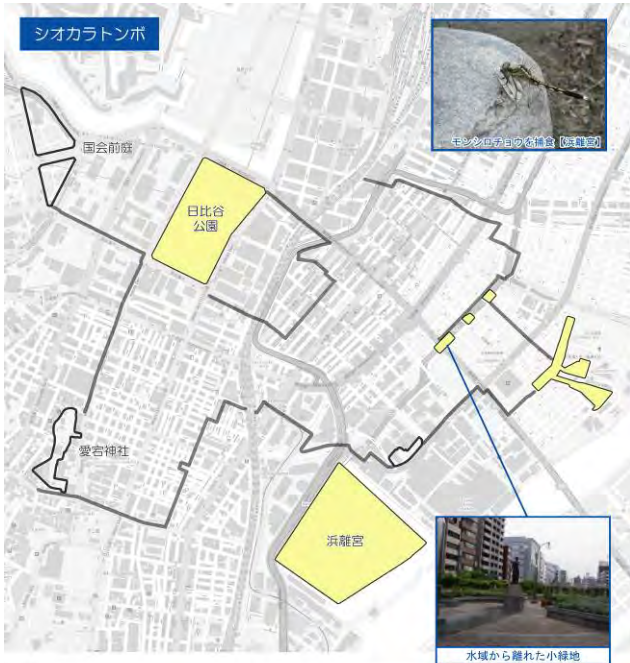 シオカラトンボ
モンシロチョウを捕食【浜離宮】
国会前庭
日比谷
公園
愛宕神社
浜離宮
水域から離れた小緑地